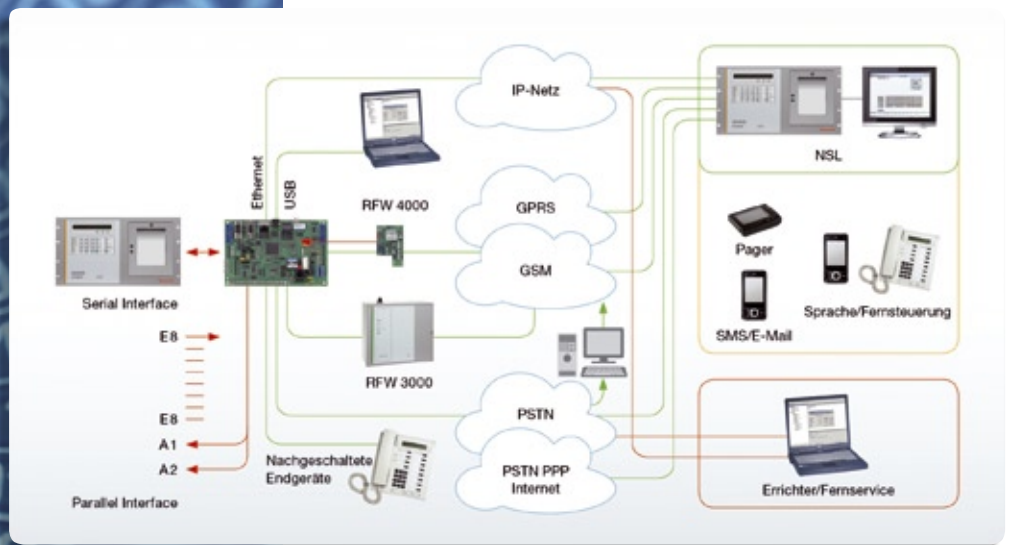 IP-Netz
NSL
Ethernet
USB
RFW 4000
GPRS
GSM
Pager
Sprache/Fernsteuerung
SMS/E-Mail
Serial Interface
E8
RFW 3000
E8
A1
A2
PSTN
Nachgeschaltete
Endgeräte
PSTN PPP
Internet
Errichter/Fernservice
Parallel Interface